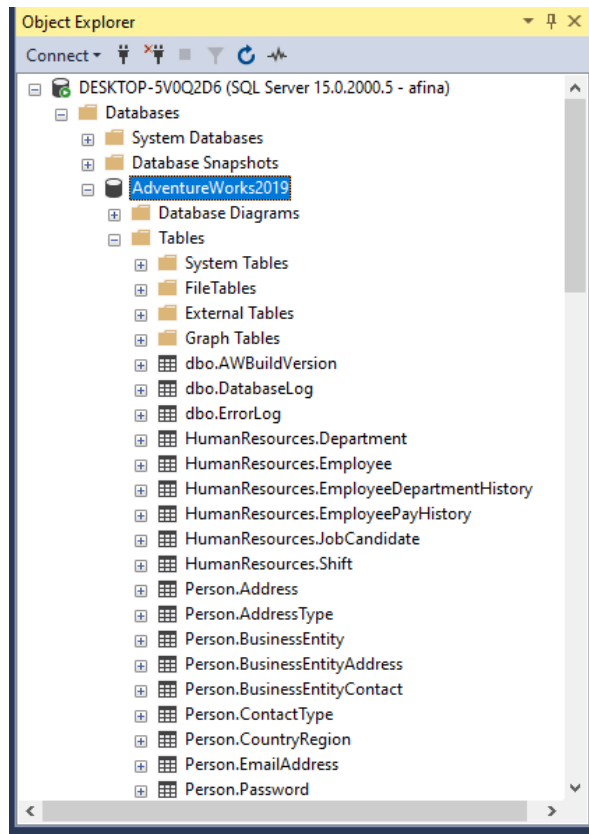 Object Explorer
Connect
DESKTOP-5V0Q2D6 (SQL Server 15.0.2000.5 - afina)
Databases
System Databases
Database Snapshots
AdventureWorks2019
Database Diagrams
Tables
System Tables
FileTables
External Tables
Graph Tables
dbo.AWBuildVersion
dbo.DatabaseLog
dbo.ErrorLog
HumanResources.Department
HumanResources.Employee
HumanResources.EmployeeDepartmentHistory
HumanResources.EmployeePayHistory
HumanResources.JobCandidate
HumanResources.Shift
Person.Address
Person.AddressType
Person.BusinessEntity
Person.BusinessEntityAddress
Person.BusinessEntityContact
Person.ContactType
Person.CountryRegion
Person.EmailAddress
Person.Password